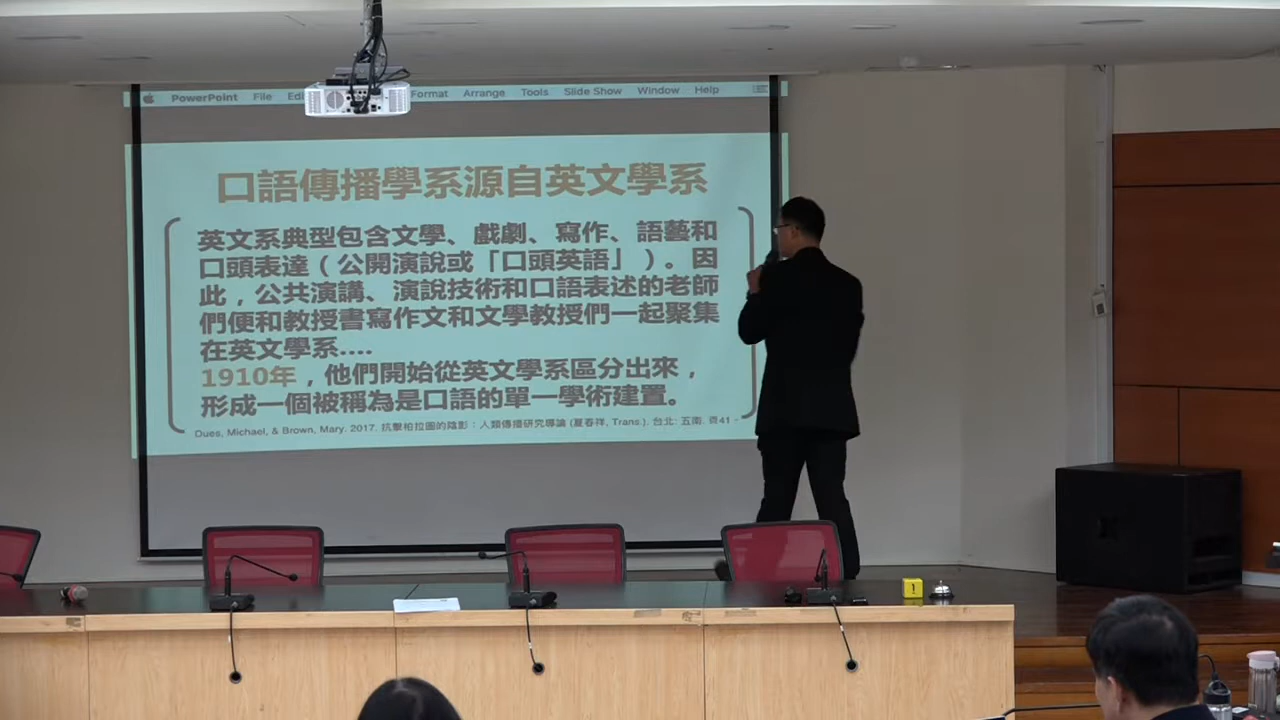 PowerPoint File Format Arrange Tools Slide Show Window Help
口語傳播學系源自英文學系
英文系典型包含文學、戲劇、寫作、語藝和
口頭表達（公開演說或「口頭英語」）。因
此，公共演講、演說技術和口語表述的老師
們便和教授書寫作文和文學教授們一起聚集
在英文學系....
1910年，他們開始從英文學系區分出來，
形成一個被稱為是口語的單一學術建置。
Dues, Michael, & Brown, Mary. 2017. 抗擊柏拉圖的陰影：人類傳播研究導論 (夏春祥, Trans.). 台北: 五南. 頁41
1